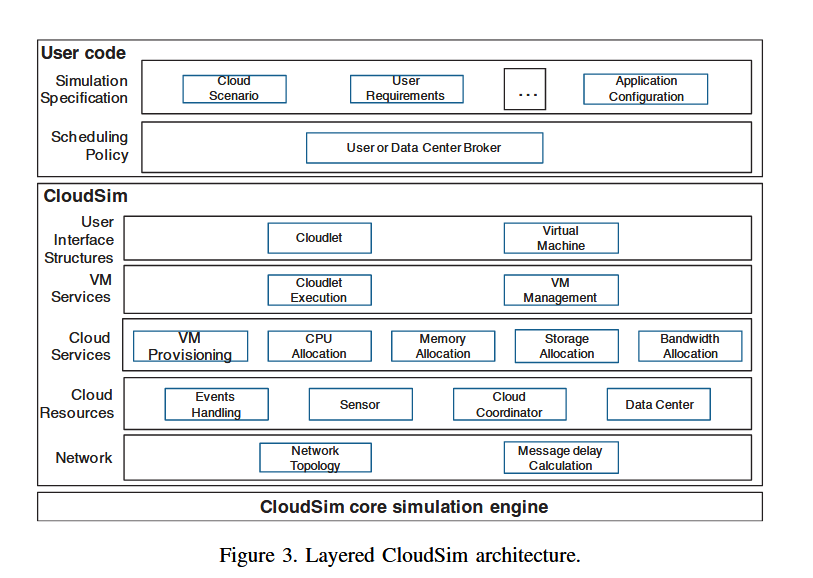 User code
Simulation
Specification
Cloud
Scenario
User
Requirements
...
Application
Configuration
Scheduling
Policy
User or Data Center Broker
CloudSim
User
Interface
Structures
Cloudlet
Virtual
Machine
VM
Services
Cloudlet
Execution
VM
Management
Cloud
Services
VM
Provisioning
CPU
Allocation
Memory
Allocation
Storage
Allocation
Bandwidth
Allocation
Cloud
Resources
Events
Handling
Sensor
Cloud
Coordinator
Data Center
Network
Network
Topology
Message delay
Calculation
CloudSim core simulation engine
Figure 3. Layered CloudSim architecture.